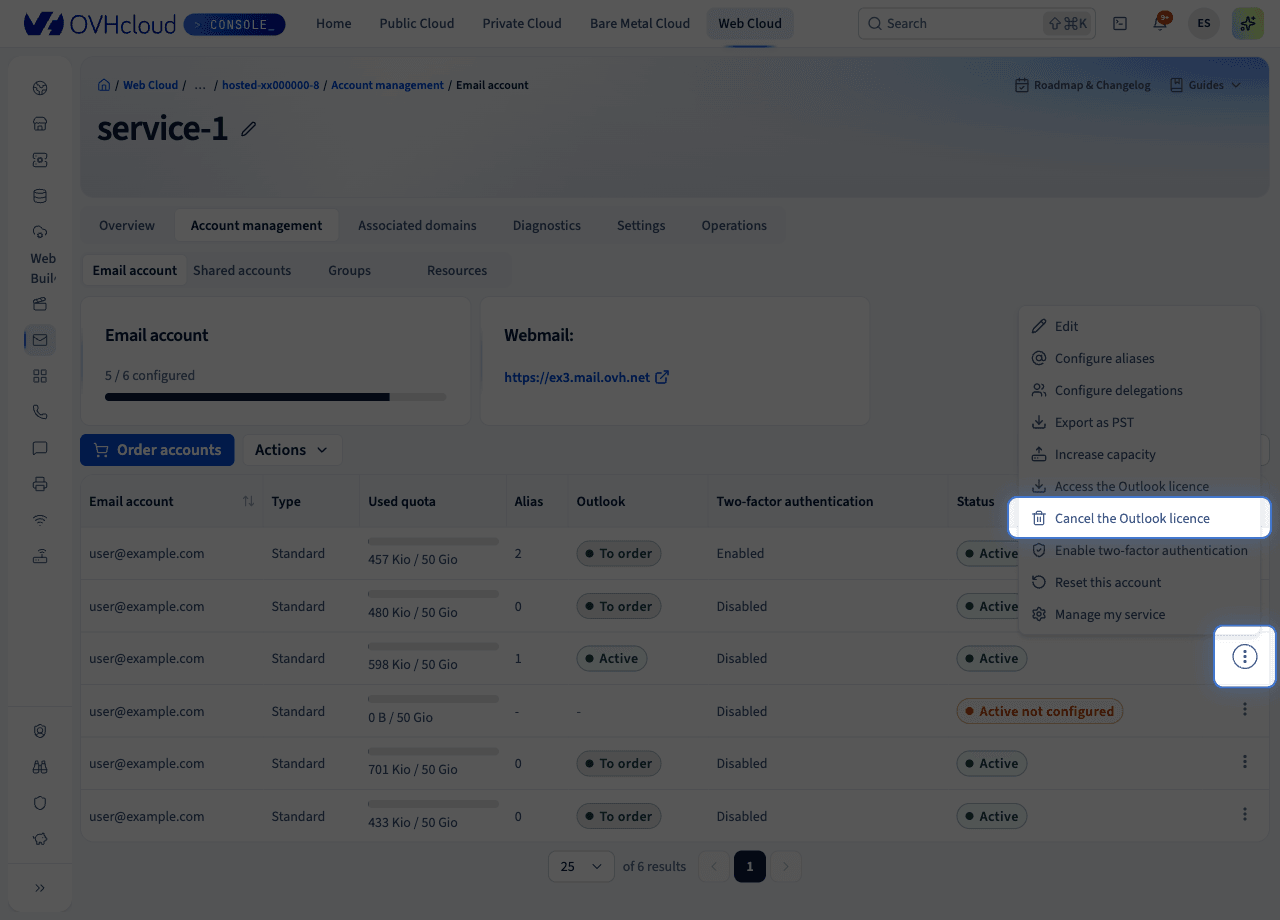 OVHcloud > CONSOLE_ Home Public Cloud Private Cloud Bare Metal Cloud Web Cloud Search ⇧⌘K 9+ ES
/ Web Cloud / ... / hosted-xx000000-8 / Account management / Email account Roadmap & Changelog Guides
service-1
Overview Account management Associated domains Diagnostics Settings Operations
Web
Buil
Email account Shared accounts Groups Resources
Email account
5 / 6 configured
Webmail:
https://ex3.mail.ovh.net
Edit
Configure aliases
Configure delegations
Export as PST
Increase capacity
Access the Outlook licence
Cancel the Outlook licence
Enable two-factor authentication
Reset this account
Manage my service
Order accounts Actions
Email account Type Used quota Alias Outlook Two-factor authentication Status
user@example.com Standard 457 Kio / 50 Gio 2 To order Enabled Active
user@example.com Standard 480 Kio / 50 Gio 0 To order Disabled Active
user@example.com Standard 598 Kio / 50 Gio 1 Active Disabled Active
user@example.com Standard 0 B / 50 Gio - - Disabled Active not configured
user@example.com Standard 701 Kio / 50 Gio 0 To order Disabled Active
user@example.com Standard 433 Kio / 50 Gio 0 To order Disabled Active
25 of 6 results 1